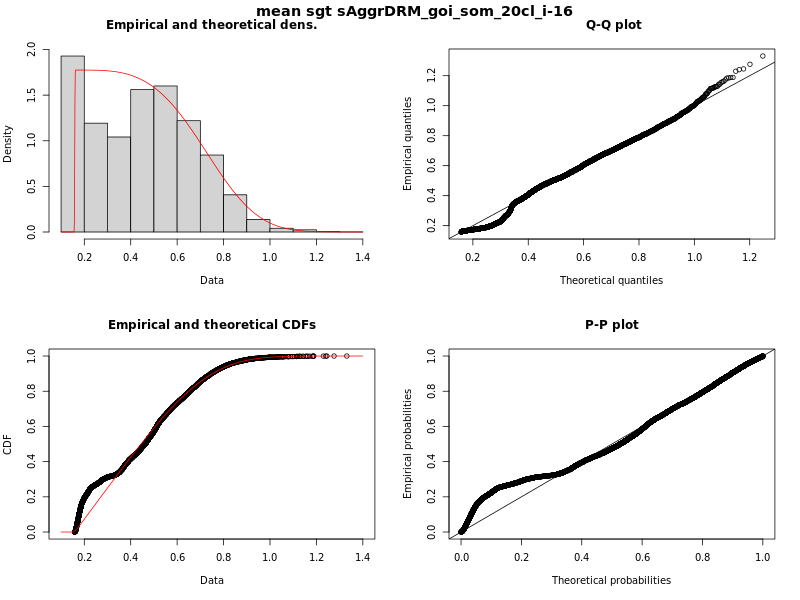 mean sgt sAggrDRM_goi_som_20cl_i-16
Empirical and theoretical dens.
Density
0.0 0.5 1.0 1.5 2.0
0.2 0.4 0.6 0.8 1.0 1.2 1.4
Data
Q-Q plot
Empirical quantiles
0.2 0.4 0.6 0.8 1.0 1.2
0.2 0.4 0.6 0.8 1.0 1.2
Theoretical quantiles
Empirical and theoretical CDFs
CDF
0.0 0.2 0.4 0.6 0.8 1.0
0.2 0.4 0.6 0.8 1.0 1.2 1.4
Data
P-P plot
Empirical probabilities
0.0 0.2 0.4 0.6 0.8 1.0
0.0 0.2 0.4 0.6 0.8 1.0
Theoretical probabilities